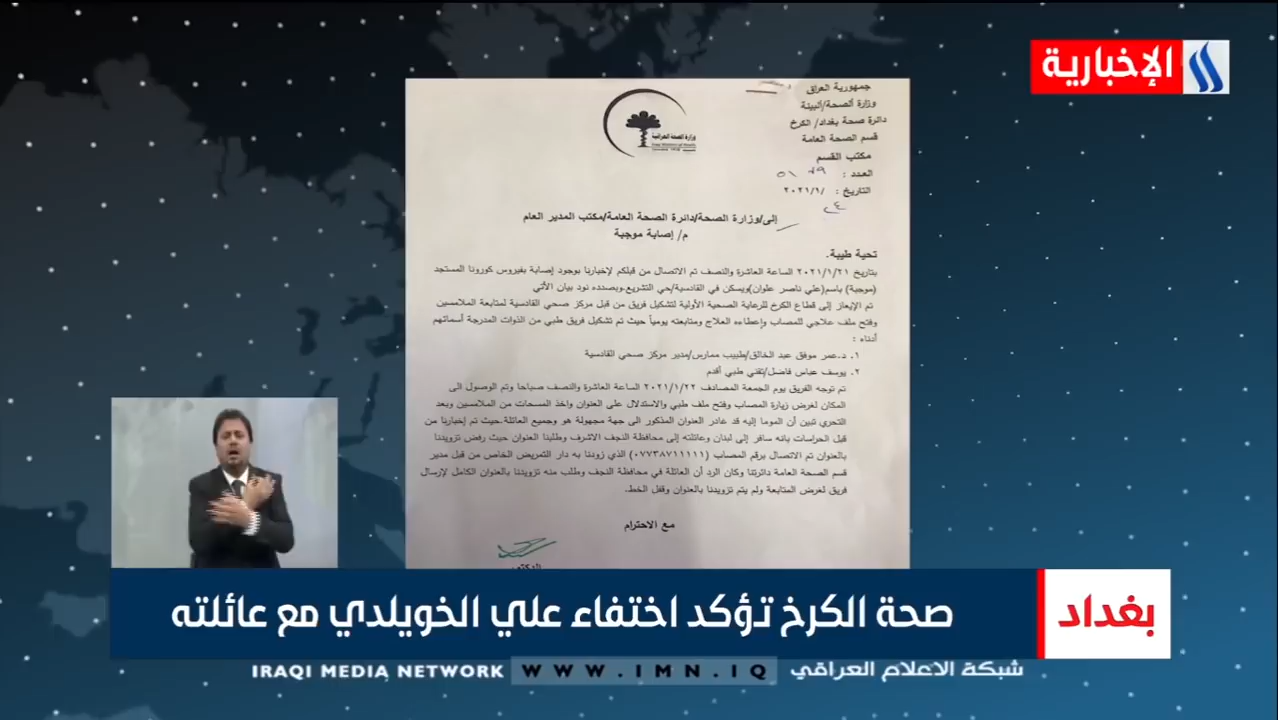 الإخبارية
جمهورية العراق
وزارة الصحة/البيئة
دائرة صحة بغداد/ الكرخ
قسم الصحة العامة
مكتب القسم
العدد :
التاريخ : /٢٠٢١/١
٢٤
وزارة الصحة العراقية
إلى/وزارة الصحة/دائرة الصحة العامة/مكتب المدير العام
م/ إصابة موجبة
تحية طيبة.
بتاريخ ٢٠٢١/١/٢١ الساعة العاشرة والنصف تم الاتصال من قبلكم لإخبارنا بوجود إصابة بفيروس كورونا المستجد
(موجبة) باسم(علي ناصر علوان)ويسكن في القادسية/حي التشريع.وبصدده نود بيان الأتي
تم الإيعاز إلى قطاع الكرخ للرعاية الصحية الأولية لتشكيل فريق من قبل مركز صحي القادسية لمتابعة الملامسين
وفتح ملف علاجي للمصاب وإعطاءه العلاج ومتابعته يومياً حيث تم تشكيل فريق طبي من الذوات المدرجة أسمائهم
أدناه :
١. د.عمر موفق عبد الخالق/طبيب ممارس/مدير مركز صحي القادسية
٢. يوسف عباس فاضل/تقني طبي أقدم
تم توجه الفريق يوم الجمعة المصادف ٢٠٢١/١/٢٢ الساعة العاشرة والنصف صباحا وتم الوصول الى
المكان لغرض زيارة المصاب وفتح ملف طبي والاستدلال على العنوان واخذ المسحات من الملامسين وبعد
التحري تبين أن الموما إليه قد غادر العنوان المذكور الى جهة مجهولة هو وجميع العائلة.حيث تم إخبارنا من
قبل الحراسات بانه سافر إلى لبنان وعائلته إلى محافظة النجف الاشرف وطلبنا العنوان حيث رفض تزويدنا
بالعنوان تم الاتصال برقم المصاب (٠٧٧٣٨٧١١١١١) الذي زودنا به دار التمريض الخاص من قبل مدير
قسم الصحة العامة دائرتنا وكان الرد أن العائلة في محافظة النجف وطلب منه تزويدنا بالعنوان الكامل لإرسال
فريق لغرض المتابعة ولم يتم تزويدنا بالعنوان وقفل الخط.
مع الاحترام
بغداد
صحة الكرخ تؤكد اختفاء علي الخويلدي مع عائلته
IRAQI MEDIA NETWORK WWW.IMN.IQ شبكة الاعلام العراقي